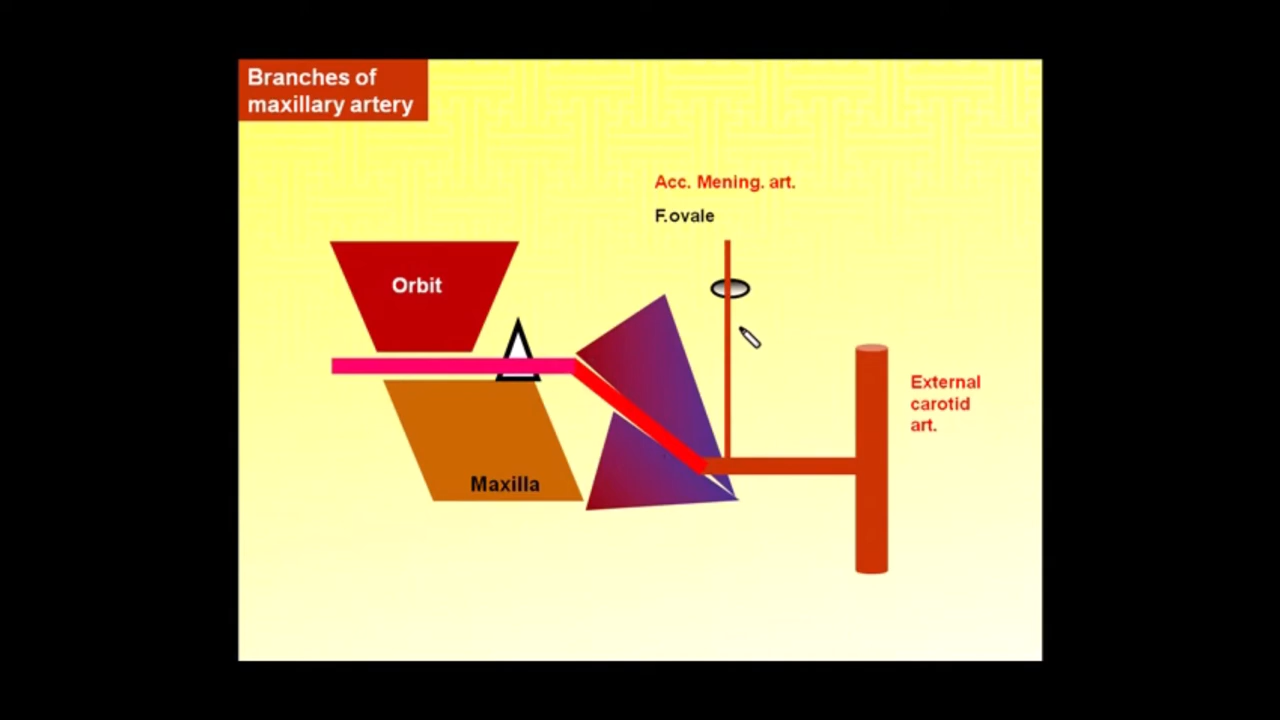 Branches of
maxillary artery
Acc. Mening. art.
F.ovale
Orbit
External
carotid
art.
Maxilla